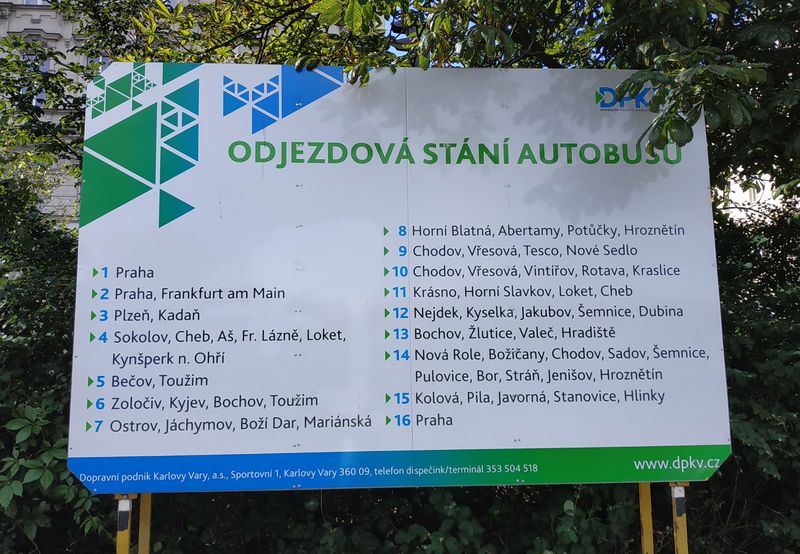 DPKV
ODJEZDOVÁ STÁNÍ AUTOBUSŮ
1 Praha
2 Praha, Frankfurt am Main
3 Plzeň, Kadaň
4 Sokolov, Cheb, Aš, Fr. Lázně, Loket,
Kynšperk n. Ohří
5 Bečov, Toužim
6 Zoločiv, Kyjev, Bochov, Toužim
7 Ostrov, Jáchymov, Boží Dar, Mariánská
8 Horní Blatná, Abertamy, Potůčky, Hroznětín
9 Chodov, Vřesová, Tesco, Nové Sedlo
10 Chodov, Vřesová, Vintířov, Rotava, Kraslice
11 Krásno, Horní Slavkov, Loket, Cheb
12 Nejdek, Kyselka, Jakubov, Šemnice, Dubina
13 Bochov, Žlutice, Valeč, Hradiště
14 Nová Role, Božičany, Chodov, Sadov, Šemnice,
Pulovice, Bor, Stráň, Jenišov, Hroznětín
15 Kolová, Pila, Javorná, Stanovice, Hlinky
16 Praha
Dopravní podnik Karlovy Vary, a.s., Sportovní 1, Karlovy Vary 360 09, telefon dispečink/terminál 353 504 518
www.dpkv.cz